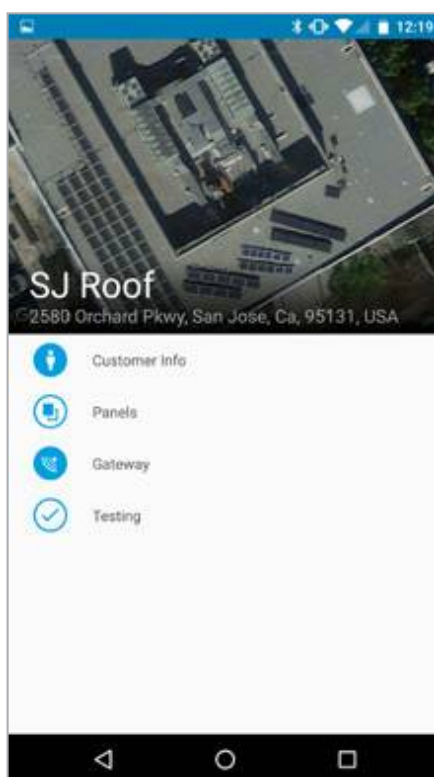 12:19
SJ Roof
2580 Orchard Pkwy, San Jose, Ca, 95131, USA
Customer Info
Panels
Gateway
Testing